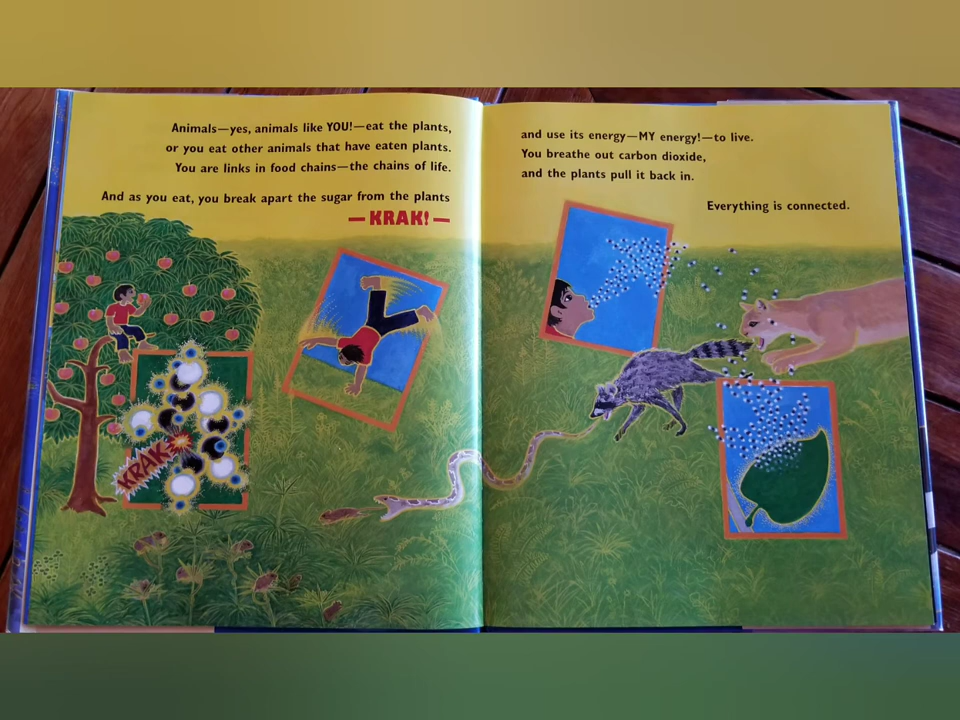 Animals—yes, animals like YOU!—eat the plants,
or you eat other animals that have eaten plants.
You are links in food chains—the chains of life.
And as you eat, you break apart the sugar from the plants
—KRAK!—
KRAK
and use its energy—MY energy!—to live.
You breathe out carbon dioxide,
and the plants pull it back in.
Everything is connected.